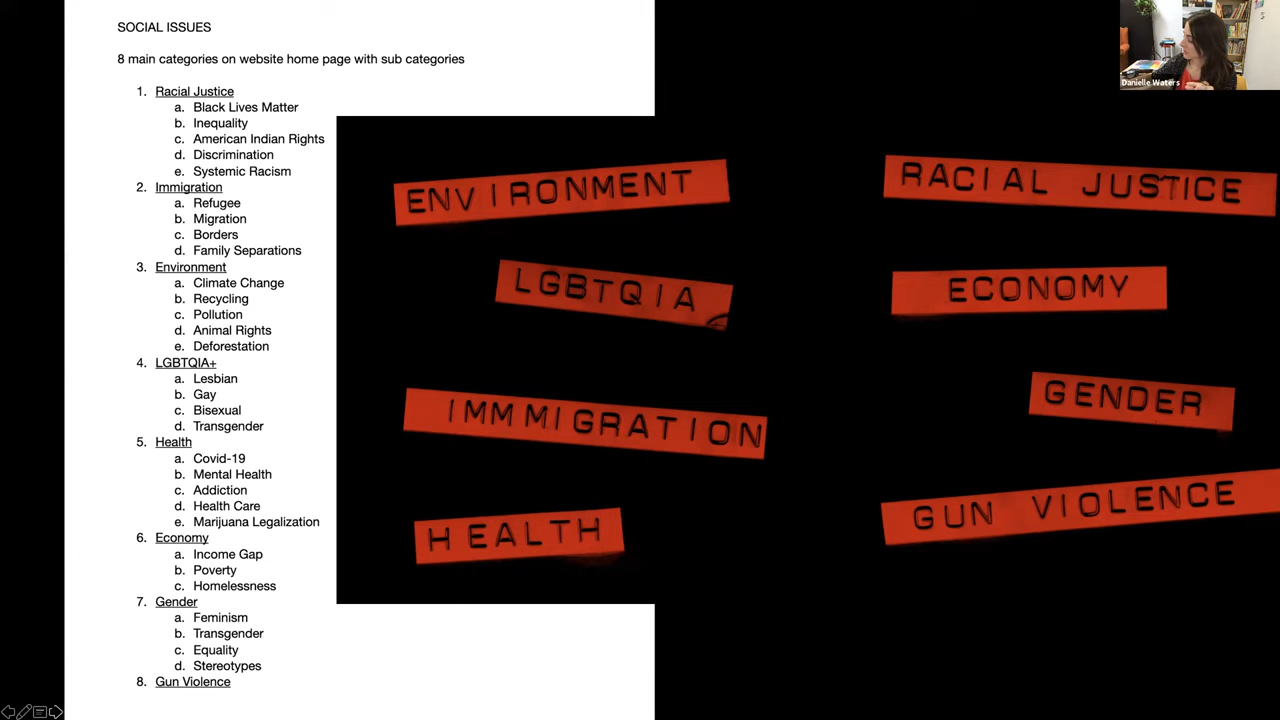 SOCIAL ISSUES
8 main categories on website home page with sub categories
1. Racial Justice
a. Black Lives Matter
b. Inequality
c. American Indian Rights
d. Discrimination
e. Systemic Racism
2. Immigration
a. Refugee
b. Migration
c. Borders
d. Family Separations
3. Environment
a. Climate Change
b. Recycling
c. Pollution
d. Animal Rights
e. Deforestation
4. LGBTQIA+
a. Lesbian
b. Gay
c. Bisexual
d. Transgender
5. Health
a. Covid-19
b. Mental Health
c. Addiction
d. Health Care
e. Marijuana Legalization
6. Economy
a. Income Gap
b. Poverty
c. Homelessness
7. Gender
a. Feminism
b. Transgender
c. Equality
d. Stereotypes
8. Gun Violence
ENVIRONMENT
RACIAL JUSTICE
LGBTQIA
ECONOMY
IMMMIGRATION
GENDER
HEALTH
GUN VIOLENCE
Danielle Waters